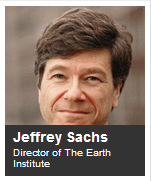 Jeffrey Sachs
Director of The Earth
Institute